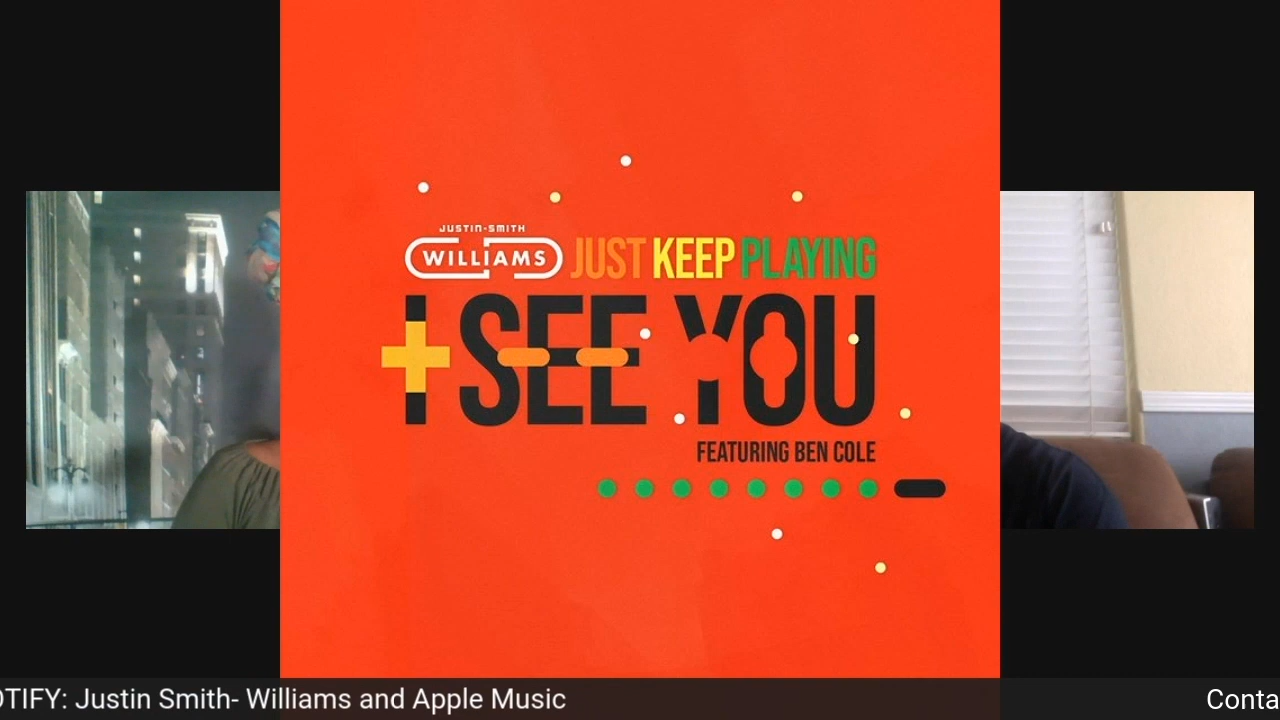 JUSTIN-SMITH
WILLIAMS JUST KEEP PLAYING
I SEE YOU
FEATURING BEN COLE
OTIFY: Justin Smith- Williams and Apple Music
Conta